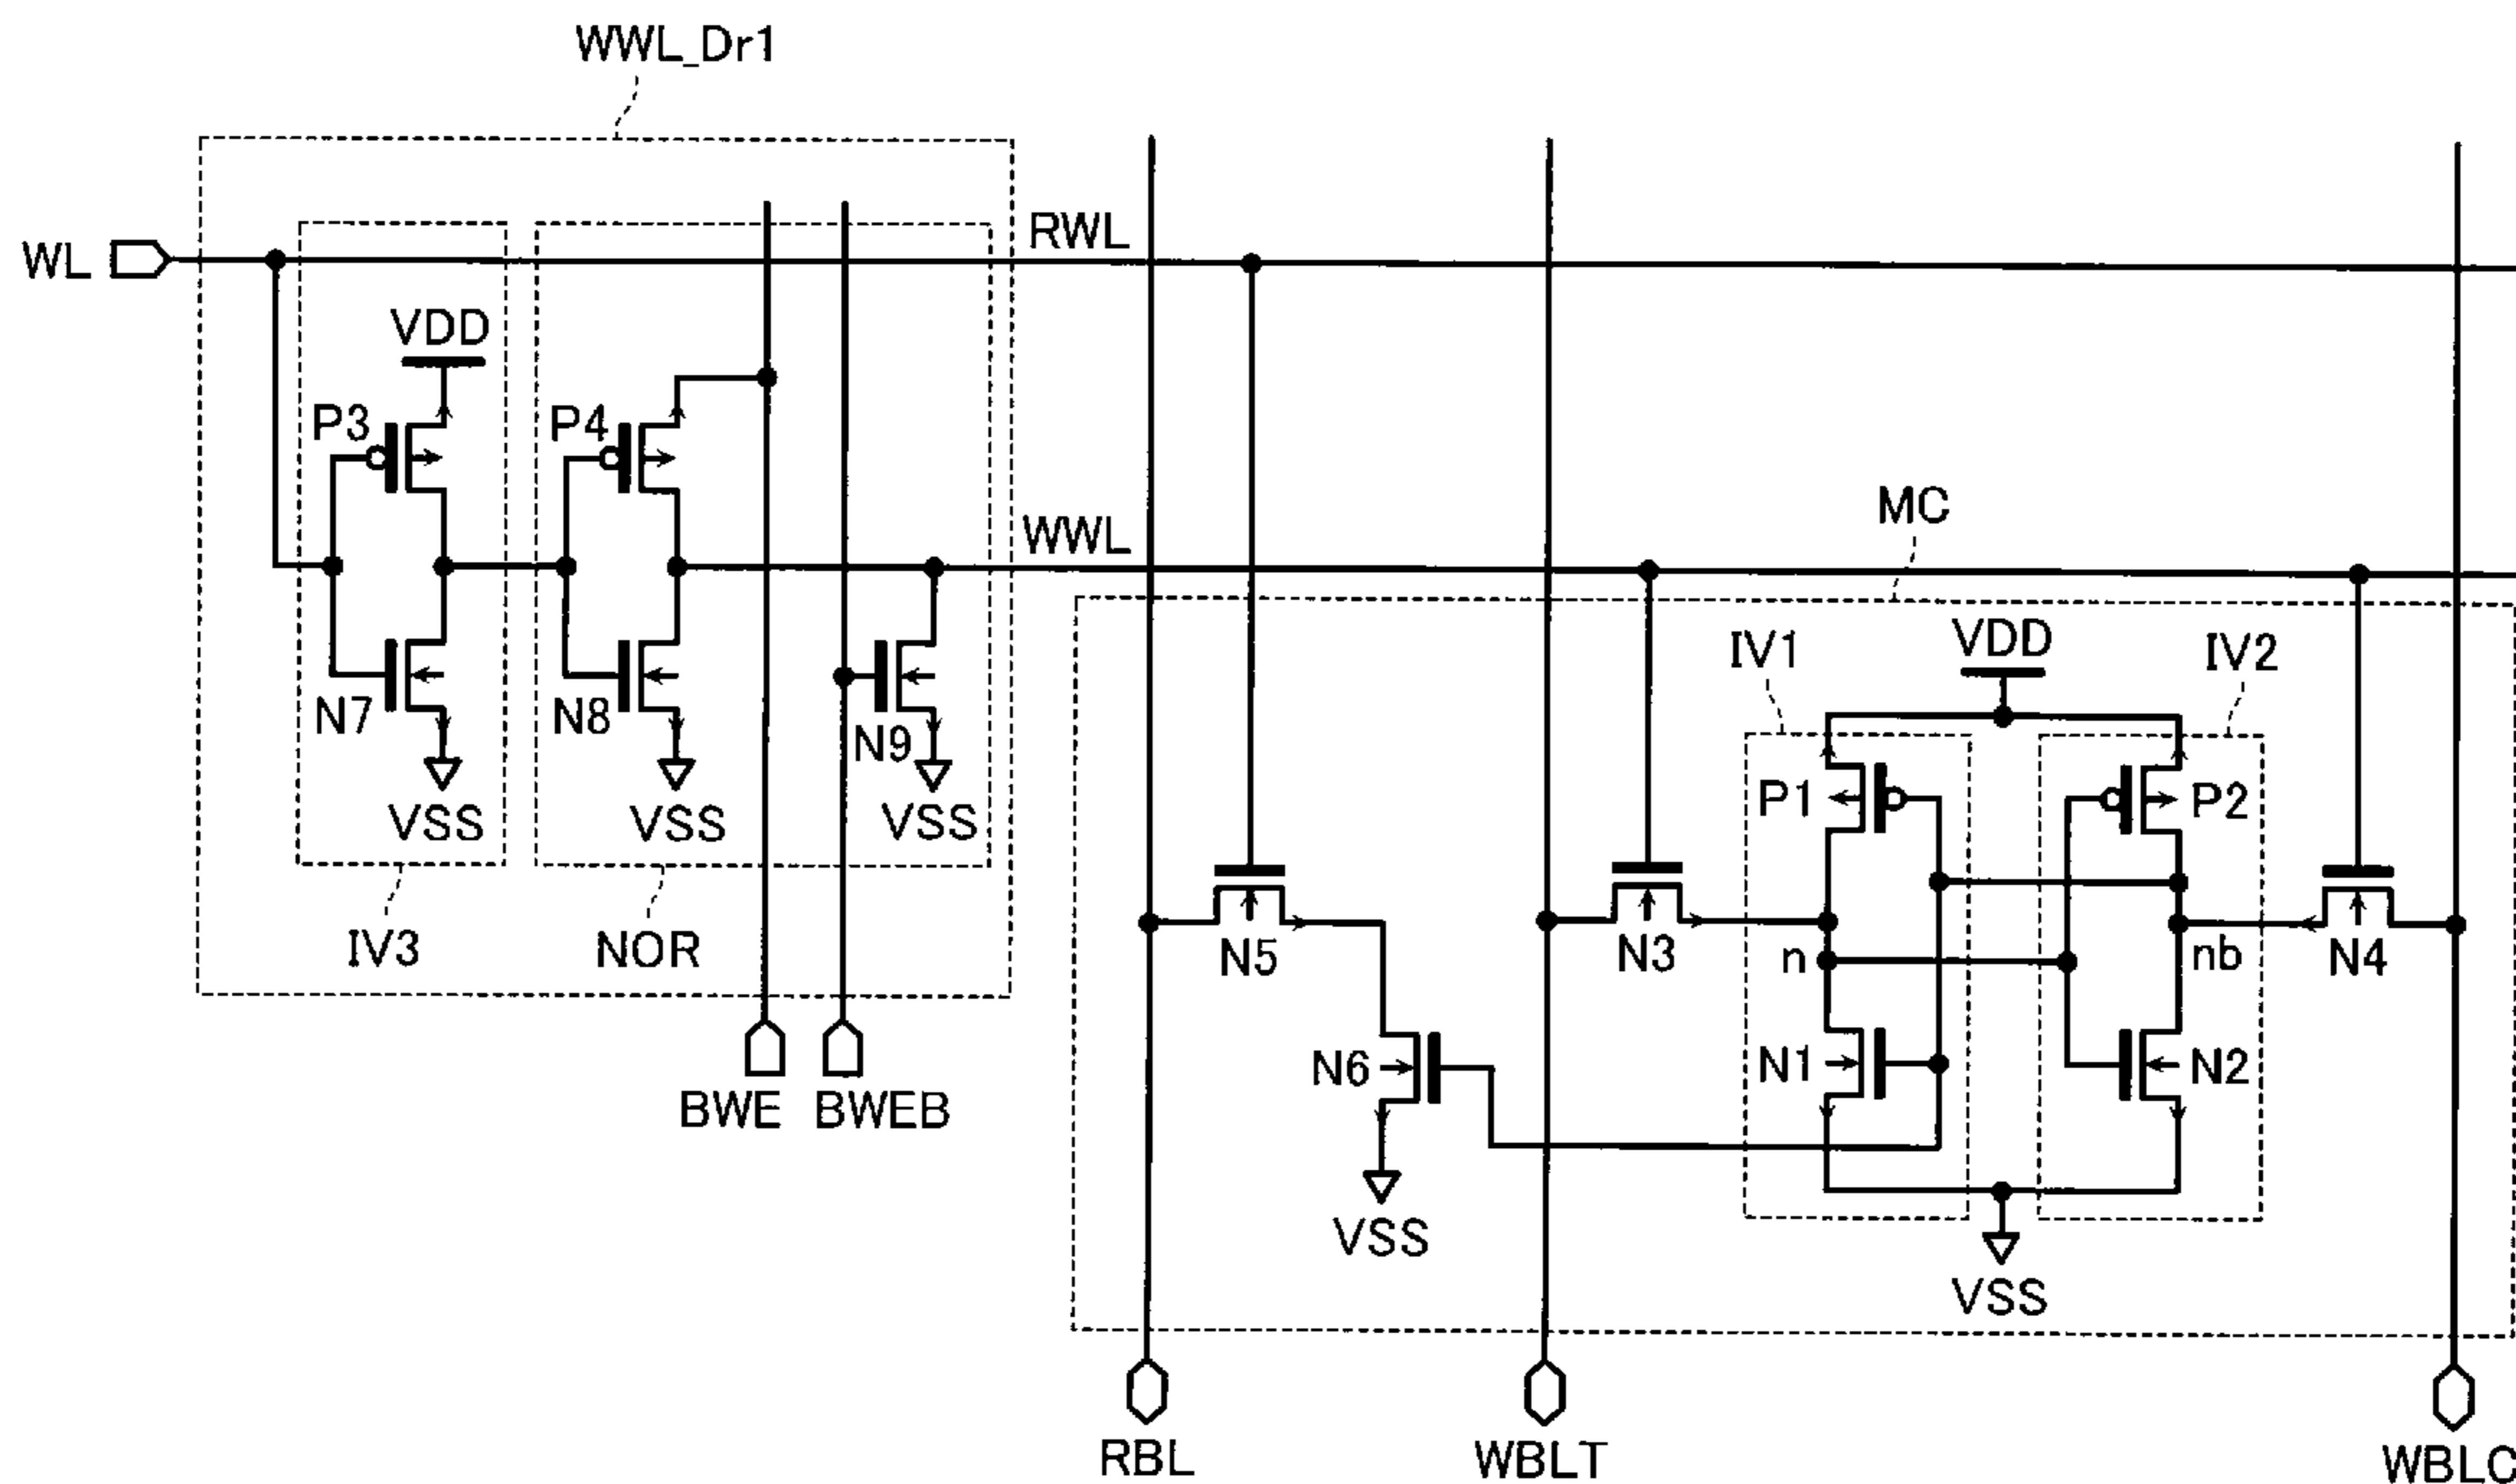 WWL_Dr1
WL
RWL
VDD
P3
P4
WWL
MC
N7
N8
N9
VSS
VSS
VSS
IV1
VDD
IV2
P1
P2
IV3
NOR
N5
N3
n
nb
N4
N6
N1
N2
BWE
BWEB
VSS
VSS
RBL
WBLT